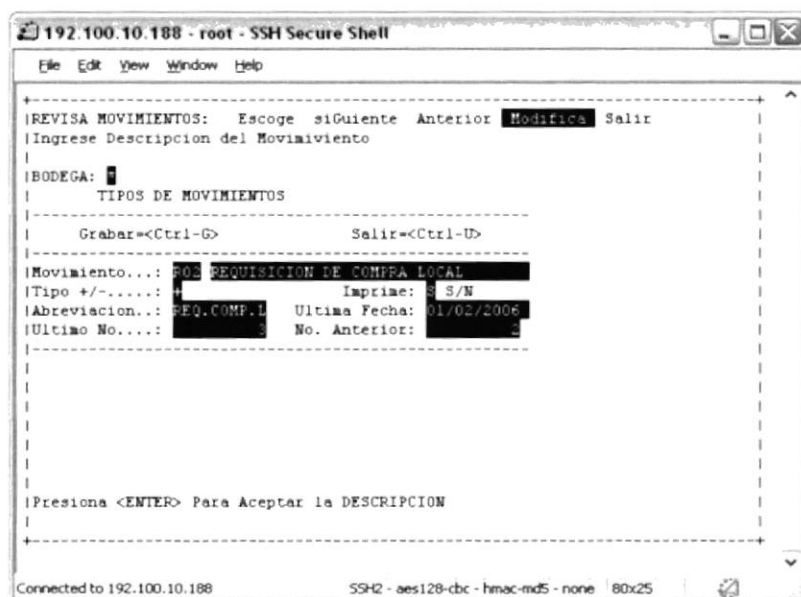 192.100.10.188 - root - SSH Secure Shell
File Edit View Window Help
REVISA MOVIMIENTOS: Escoge siGuiente Anterior Modifica Salir
Ingrese Descripcion del Movimiviento
BODEGA: *
TIPOS DE MOVIMIENTOS
Grabar=<Ctrl-G> Salir=<Ctrl-U>
Movimiento...: R02 REQUISICION DE COMPRA LOCAL
Tipo +/-.....: + Imprime: S S/N
Abreviacion..: REQ.COMP.L Ultima Fecha: 01/02/2006
Ultimo No....: 3 No. Anterior: 2
Presiona <ENTER> Para Aceptar la DESCRIPCION
Connected to 192.100.10.188 SSH2 - aes128-cbc - hmac-md5 - none 80x25